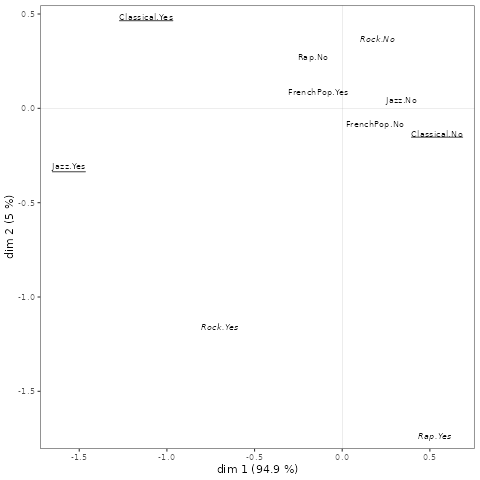 0.5
Classical.Yes
Rock.No
Rap.No
FrenchPop.Yes
Jazz.No
0.0
FrenchPop.No
Classical.No
Jazz.Yes
dim 2 (5 %)
-0.5
-1.0
Rock.Yes
-1.5
Rap.Yes
-1.5 -1.0 -0.5 0.0 0.5
dim 1 (94.9 %)